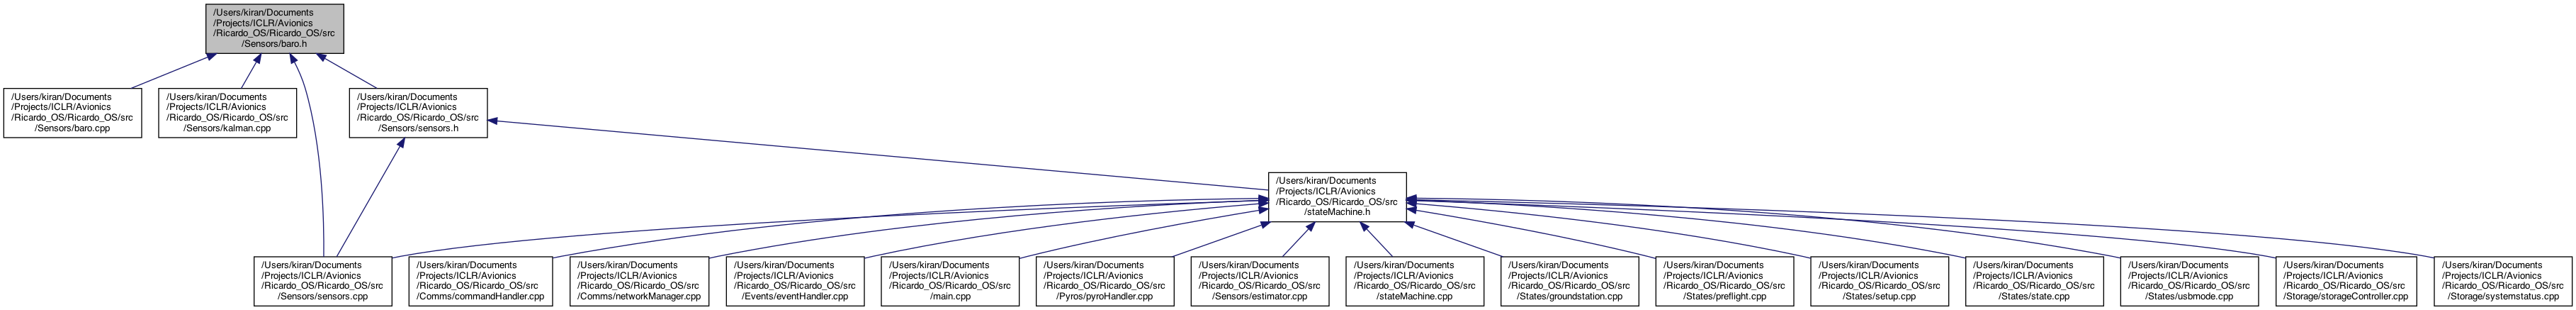 /Users/kiran/Documents
/Projects/ICLR/Avionics
/Ricardo_OS/Ricardo_OS/src
/Sensors/baro.h
/Users/kiran/Documents
/Projects/ICLR/Avionics
/Ricardo_OS/Ricardo_OS/src
/Sensors/baro.cpp
/Users/kiran/Documents
/Projects/ICLR/Avionics
/Ricardo_OS/Ricardo_OS/src
/Sensors/kalman.cpp
/Users/kiran/Documents
/Projects/ICLR/Avionics
/Ricardo_OS/Ricardo_OS/src
/Sensors/sensors.h
/Users/kiran/Documents
/Projects/ICLR/Avionics
/Ricardo_OS/Ricardo_OS/src
/stateMachine.h
/Users/kiran/Documents
/Projects/ICLR/Avionics
/Ricardo_OS/Ricardo_OS/src
/Sensors/sensors.cpp
/Users/kiran/Documents
/Projects/ICLR/Avionics
/Ricardo_OS/Ricardo_OS/src
/Comms/commandHandler.cpp
/Users/kiran/Documents
/Projects/ICLR/Avionics
/Ricardo_OS/Ricardo_OS/src
/Comms/networkManager.cpp
/Users/kiran/Documents
/Projects/ICLR/Avionics
/Ricardo_OS/Ricardo_OS/src
/Events/eventHandler.cpp
/Users/kiran/Documents
/Projects/ICLR/Avionics
/Ricardo_OS/Ricardo_OS/src
/main.cpp
/Users/kiran/Documents
/Projects/ICLR/Avionics
/Ricardo_OS/Ricardo_OS/src
/Pyros/pyroHandler.cpp
/Users/kiran/Documents
/Projects/ICLR/Avionics
/Ricardo_OS/Ricardo_OS/src
/Sensors/estimator.cpp
/Users/kiran/Documents
/Projects/ICLR/Avionics
/Ricardo_OS/Ricardo_OS/src
/stateMachine.cpp
/Users/kiran/Documents
/Projects/ICLR/Avionics
/Ricardo_OS/Ricardo_OS/src
/States/groundstation.cpp
/Users/kiran/Documents
/Projects/ICLR/Avionics
/Ricardo_OS/Ricardo_OS/src
/States/preflight.cpp
/Users/kiran/Documents
/Projects/ICLR/Avionics
/Ricardo_OS/Ricardo_OS/src
/States/setup.cpp
/Users/kiran/Documents
/Projects/ICLR/Avionics
/Ricardo_OS/Ricardo_OS/src
/States/state.cpp
/Users/kiran/Documents
/Projects/ICLR/Avionics
/Ricardo_OS/Ricardo_OS/src
/States/usbmode.cpp
/Users/kiran/Documents
/Projects/ICLR/Avionics
/Ricardo_OS/Ricardo_OS/src
/Storage/storageController.cpp
/Users/kiran/Documents
/Projects/ICLR/Avionics
/Ricardo_OS/Ricardo_OS/src
/Storage/systemstatus.cpp